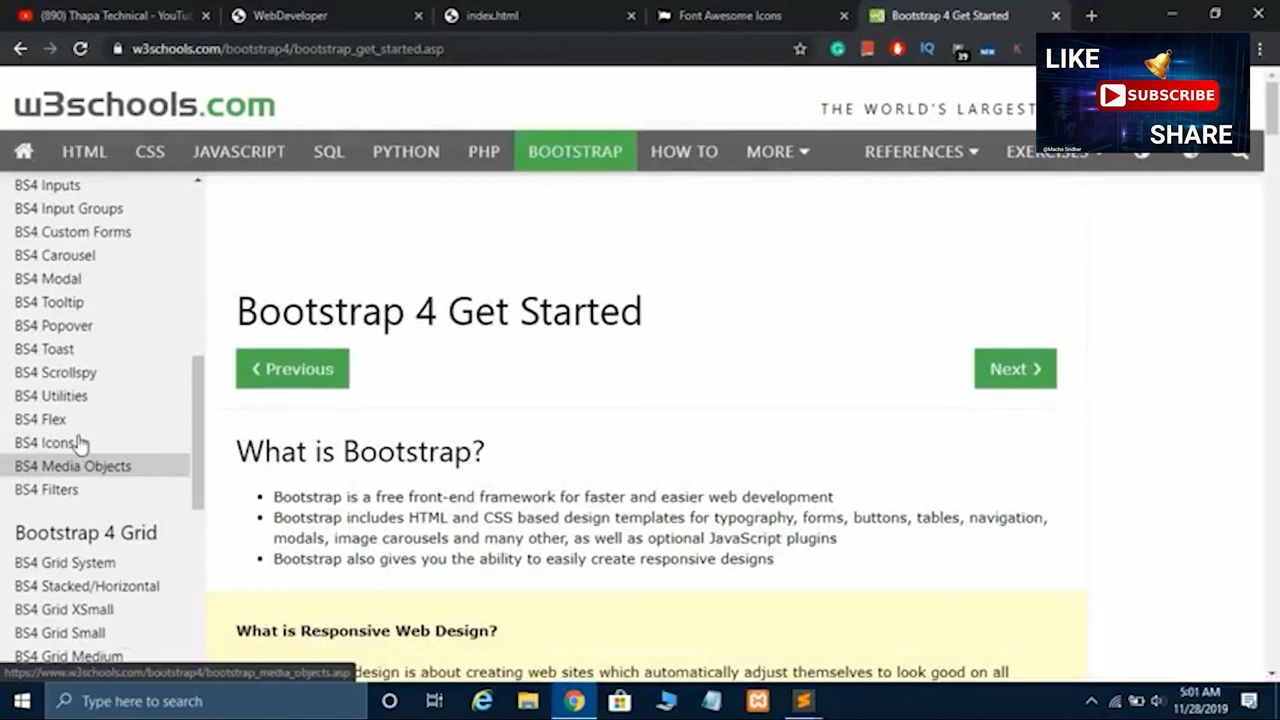 (890) Thapa Technical - YouTu
WebDeveloper
index.html
Font Awesome Icons
Bootstrap 4 Get Started
w3schools.com/bootstrap4/bootstrap_get_started.asp
IQ
39
NEW
K
LIKE
SUBSCRIBE
SHARE
@Macha Sridhar
w3schools.com
THE WORLD'S LARGEST
HTML
CSS
JAVASCRIPT
SQL
PYTHON
BOOTSTRAP
HOW TO
MORE
REFERENCES
EXERCISES
BS4 Inputs
BS4 Input Groups
BS4 Custom Forms
BS4 Carousel
BS4 Modal
BS4 Tooltip
BS4 Popover
BS4 Toast
BS4 Scrollspy
BS4 Utilities
BS4 Flex
BS4 Icons
BS4 Media Objects
BS4 Filters
Bootstrap 4 Grid
BS4 Grid System
BS4 Stacked/Horizontal
BS4 Grid XSmall
BS4 Grid Small
BS4 Grid Medium
https://www.w3schools.com/bootstrap4/bootstrap_media_objects.asp
Bootstrap 4 Get Started
❮ Previous
Next ❯
What is Bootstrap?
• Bootstrap is a free front-end framework for faster and easier web development
• Bootstrap includes HTML and CSS based design templates for typography, forms, buttons, tables, navigation,
modals, image carousels and many other, as well as optional JavaScript plugins
• Bootstrap also gives you the ability to easily create responsive designs
What is Responsive Web Design?
design is about creating web sites which automatically adjust themselves to look good on all
Type here to search
5:01 AM
11/28/2019